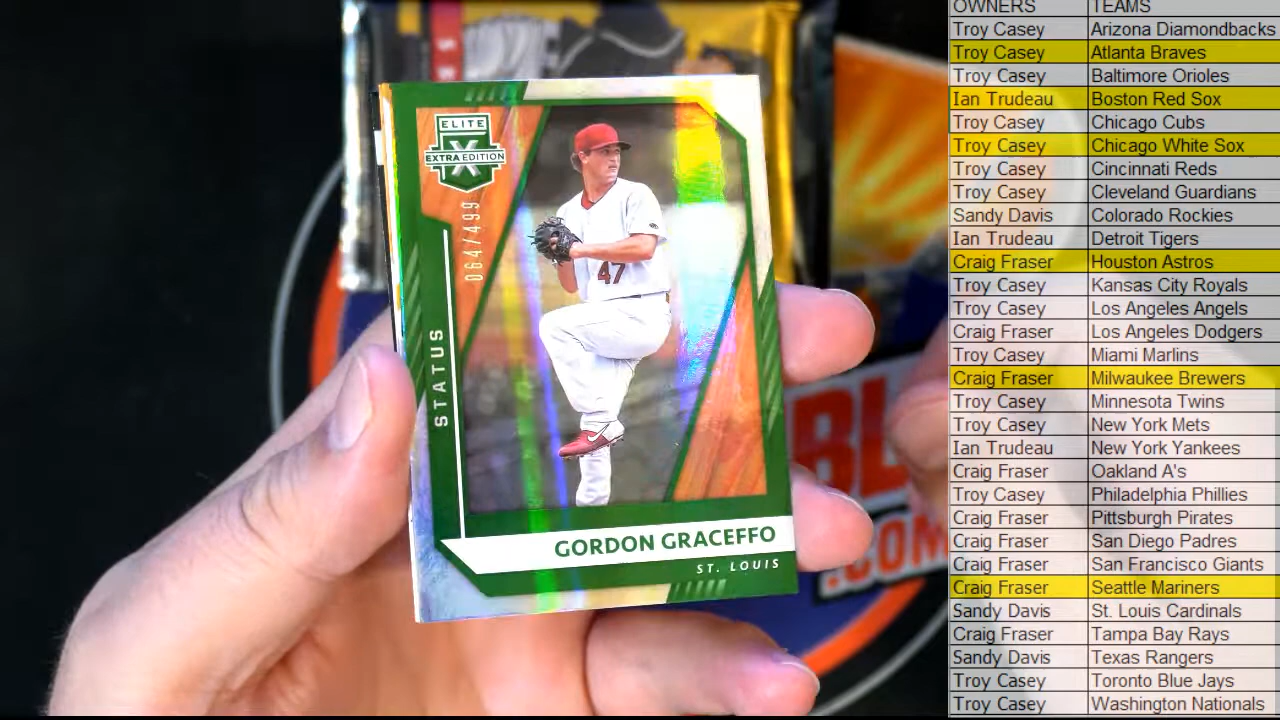 ELITE
X
EXTRA EDITION
064/499
STATUS
47
GORDON GRACEFFO
ST. LOUIS
BL
.COM
OWNERS TEAMS
Troy Casey Arizona Diamondbacks
Troy Casey Atlanta Braves
Troy Casey Baltimore Orioles
Ian Trudeau Boston Red Sox
Troy Casey Chicago Cubs
Troy Casey Chicago White Sox
Troy Casey Cincinnati Reds
Troy Casey Cleveland Guardians
Sandy Davis Colorado Rockies
Ian Trudeau Detroit Tigers
Craig Fraser Houston Astros
Troy Casey Kansas City Royals
Troy Casey Los Angeles Angels
Craig Fraser Los Angeles Dodgers
Troy Casey Miami Marlins
Craig Fraser Milwaukee Brewers
Troy Casey Minnesota Twins
Troy Casey New York Mets
Ian Trudeau New York Yankees
Craig Fraser Oakland A's
Troy Casey Philadelphia Phillies
Craig Fraser Pittsburgh Pirates
Craig Fraser San Diego Padres
Craig Fraser San Francisco Giants
Craig Fraser Seattle Mariners
Sandy Davis St. Louis Cardinals
Craig Fraser Tampa Bay Rays
Sandy Davis Texas Rangers
Troy Casey Toronto Blue Jays
Troy Casey Washington Nationals